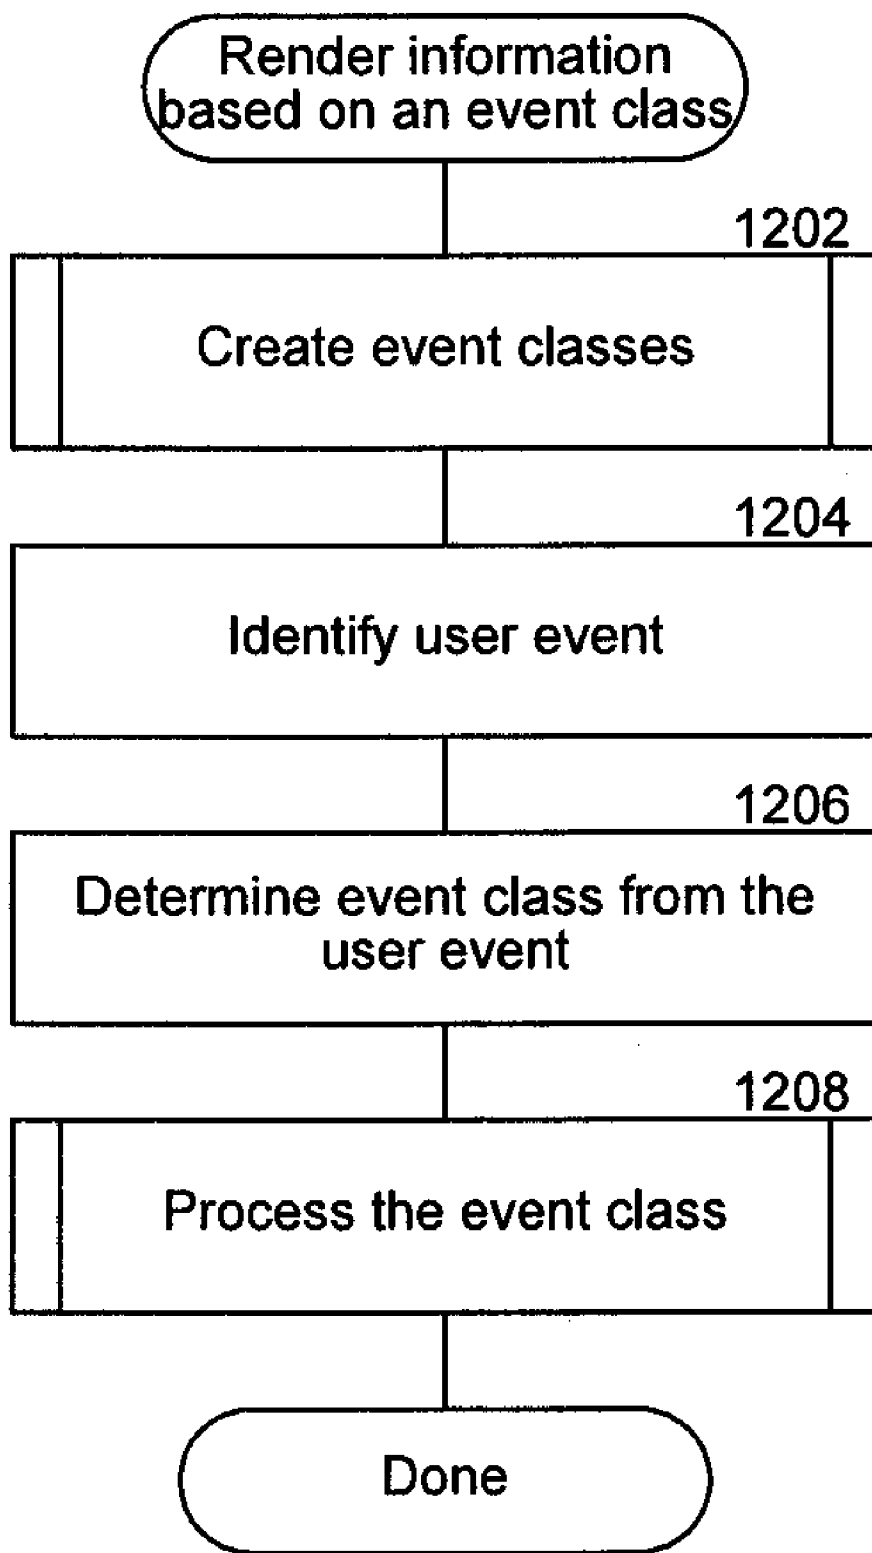 Render information
based on an event class
1202
Create event classes
1204
Identify user event
1206
Determine event class from the
user event
1208
Process the event class
Done